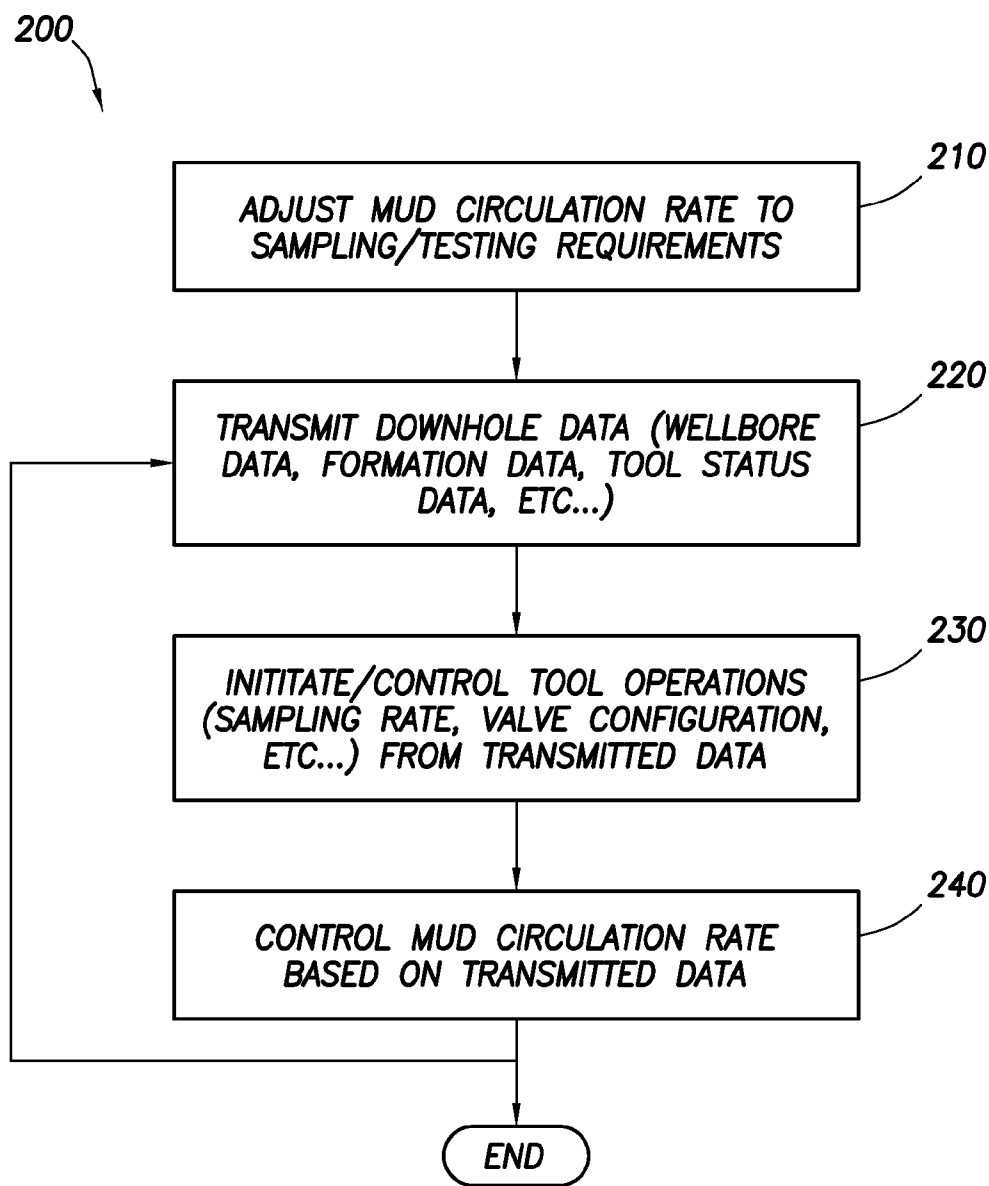 200
210
ADJUST MUD CIRCULATION RATE TO
SAMPLING/TESTING REQUIREMENTS
220
TRANSMIT DOWNHOLE DATA (WELLBORE
DATA, FORMATION DATA, TOOL STATUS
DATA, ETC...)
230
INITITATE/CONTROL TOOL OPERATIONS
(SAMPLING RATE, VALVE CONFIGURATION,
ETC...) FROM TRANSMITTED DATA
240
CONTROL MUD CIRCULATION RATE
BASED ON TRANSMITTED DATA
END